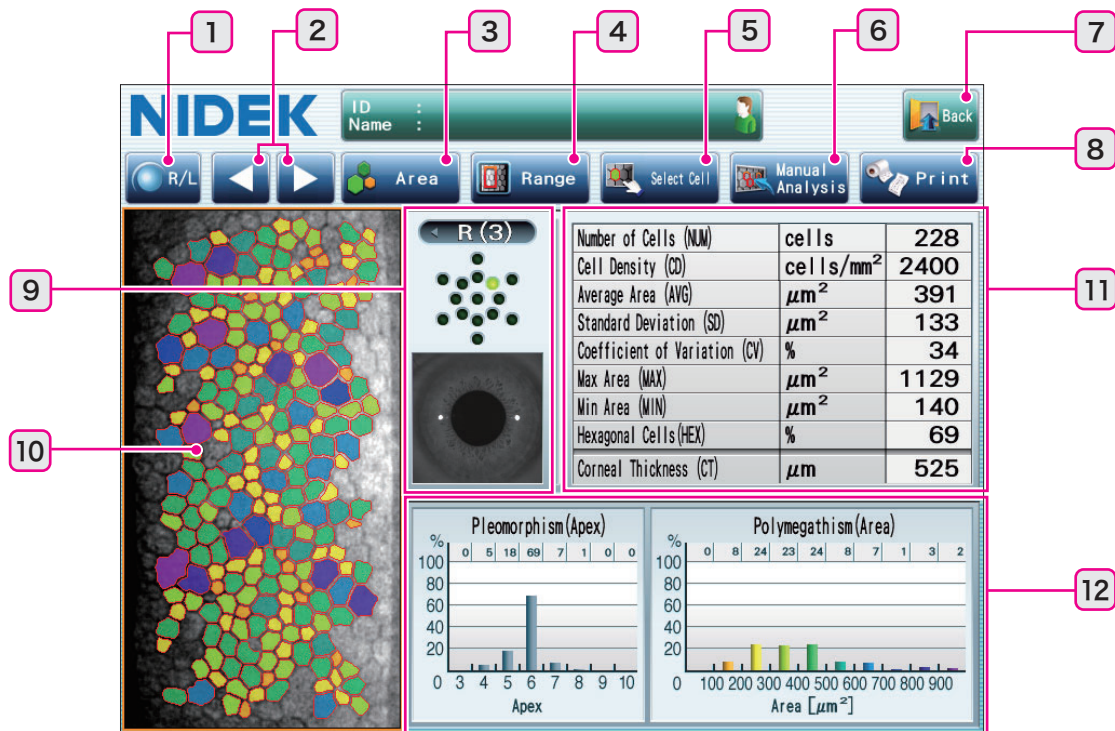 1 2 3 4 5 6 7
NIDEK
ID :
Name :
Back
8
R/L
Area
Range
Select Cell
Manual
Analysis
Print
9
R (3)
Number of Cells (NUM) cells 228
Cell Density (CD) cells/mm² 2400
Average Area (AVG) μm² 391
Standard Deviation (SD) μm² 133
Coefficient of Variation (CV) % 34
Max Area (MAX) μm² 1129
Min Area (MIN) μm² 140
Hexagonal Cells(HEX) % 69
Corneal Thickness (CT) μm 525
11
10
Pleomorphism(Apex)
%
0 5 18 69 7 1 0 0
100
80
60
40
20
0 3 4 5 6 7 8 9 10
Apex
Polymegathism(Area)
%
0 8 24 23 24 8 7 1 3 2
100
80
60
40
20
0 100 200 300 400 500 600 700 800 900
Area [μm²]
12